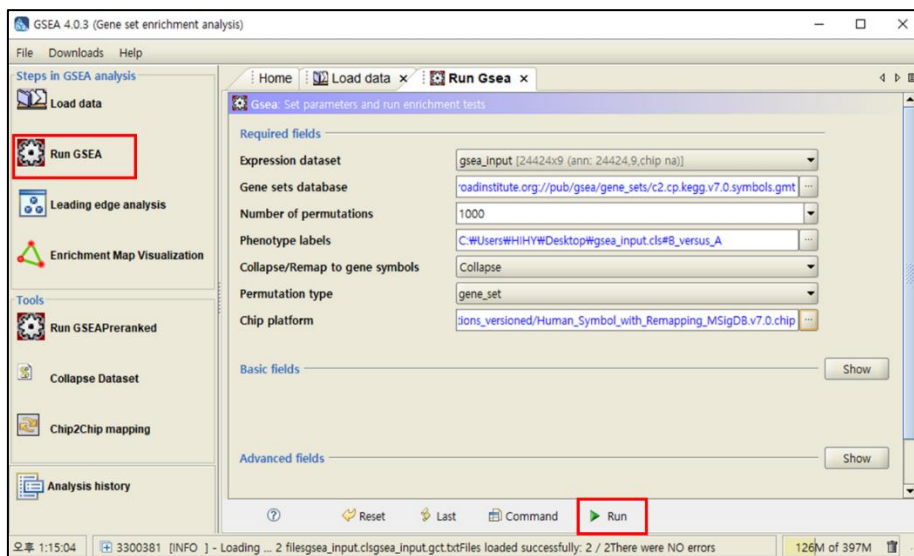 GSEA 4.0.3 (Gene set enrichment analysis)
File Downloads Help
Steps in GSEA analysis
Load data
Run GSEA
Leading edge analysis
Enrichment Map Visualization
Tools
Run GSEAPreranked
Collapse Dataset
Chip2Chip mapping
Analysis history
Home Load data x Run Gsea x
Gsea: Set parameters and run enrichment tests
Required fields
Expression dataset gsea_input [24424x9 (ann: 24424,9,chip na)]
Gene sets database roadinstitute.org://pub/gsea/gene_sets/c2.cp.kegg.v7.0.symbols.gmt ...
Number of permutations 1000
Phenotype labels C:₩Users₩HIHY₩Desktop₩gsea_input.cls#B_versus_A ...
Collapse/Remap to gene symbols Collapse
Permutation type gene_set
Chip platform :ions_versioned/Human_Symbol_with_Remapping_MSigDB.v7.0.chip ...
Basic fields Show
Advanced fields Show
? Reset Last Command Run
오후 1:15:04 3300381 [INFO ] - Loading ... 2 filesgsea_input.clsgsea_input.gct.txtFiles loaded successfully: 2 / 2There were NO errors 126M of 397M